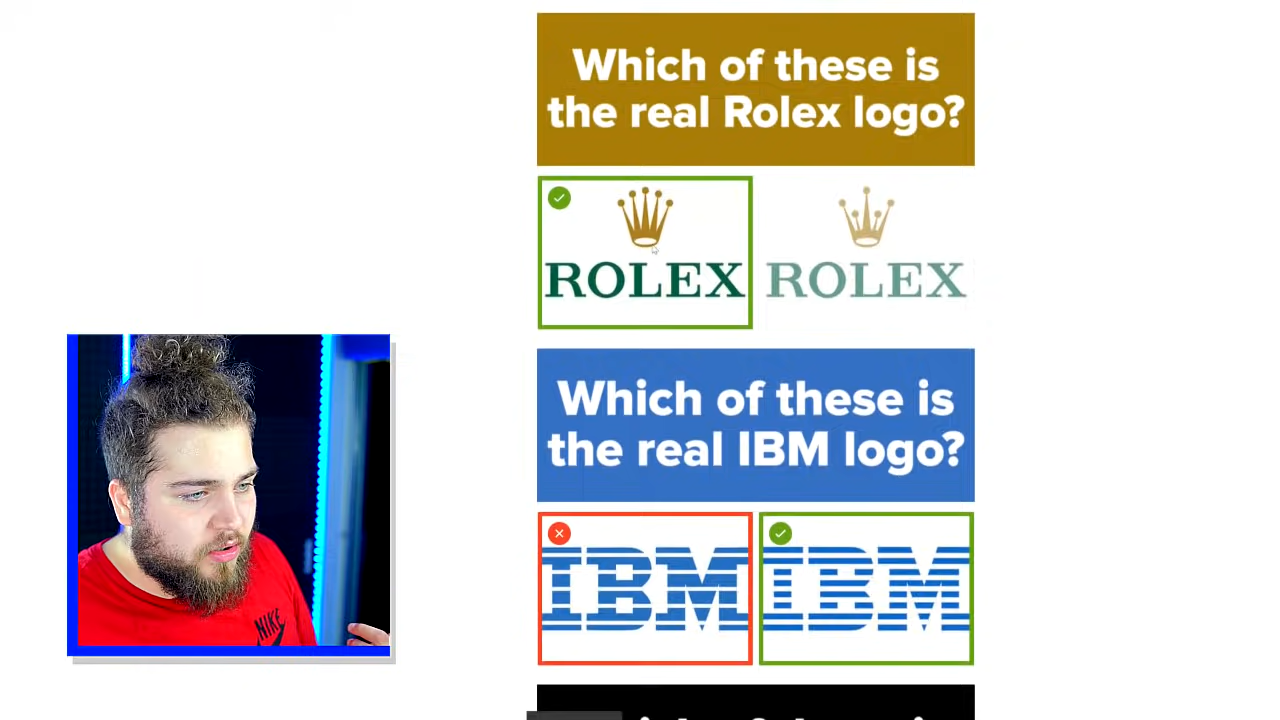 Which of these is
the real Rolex logo?
ROLEX
ROLEX
Which of these is
the real IBM logo?
IBM
IBM
NIKE